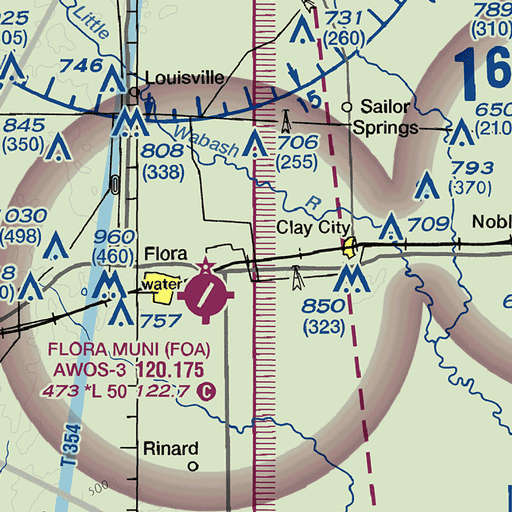 Little
731
(260)
789
(310)
746
Louisville
16
15
Sailor
Springs
650
845
(350)
808
(338)
Wabash
706
(255)
R
793
(370)
030
(498)
960
(460)
Flora
Clay City
709
Nobl
water
757
850
(323)
FLORA MUNI (FOA)
AWOS-3 120.175
473 *L 50 122.7 C
T 354
Rinard
500